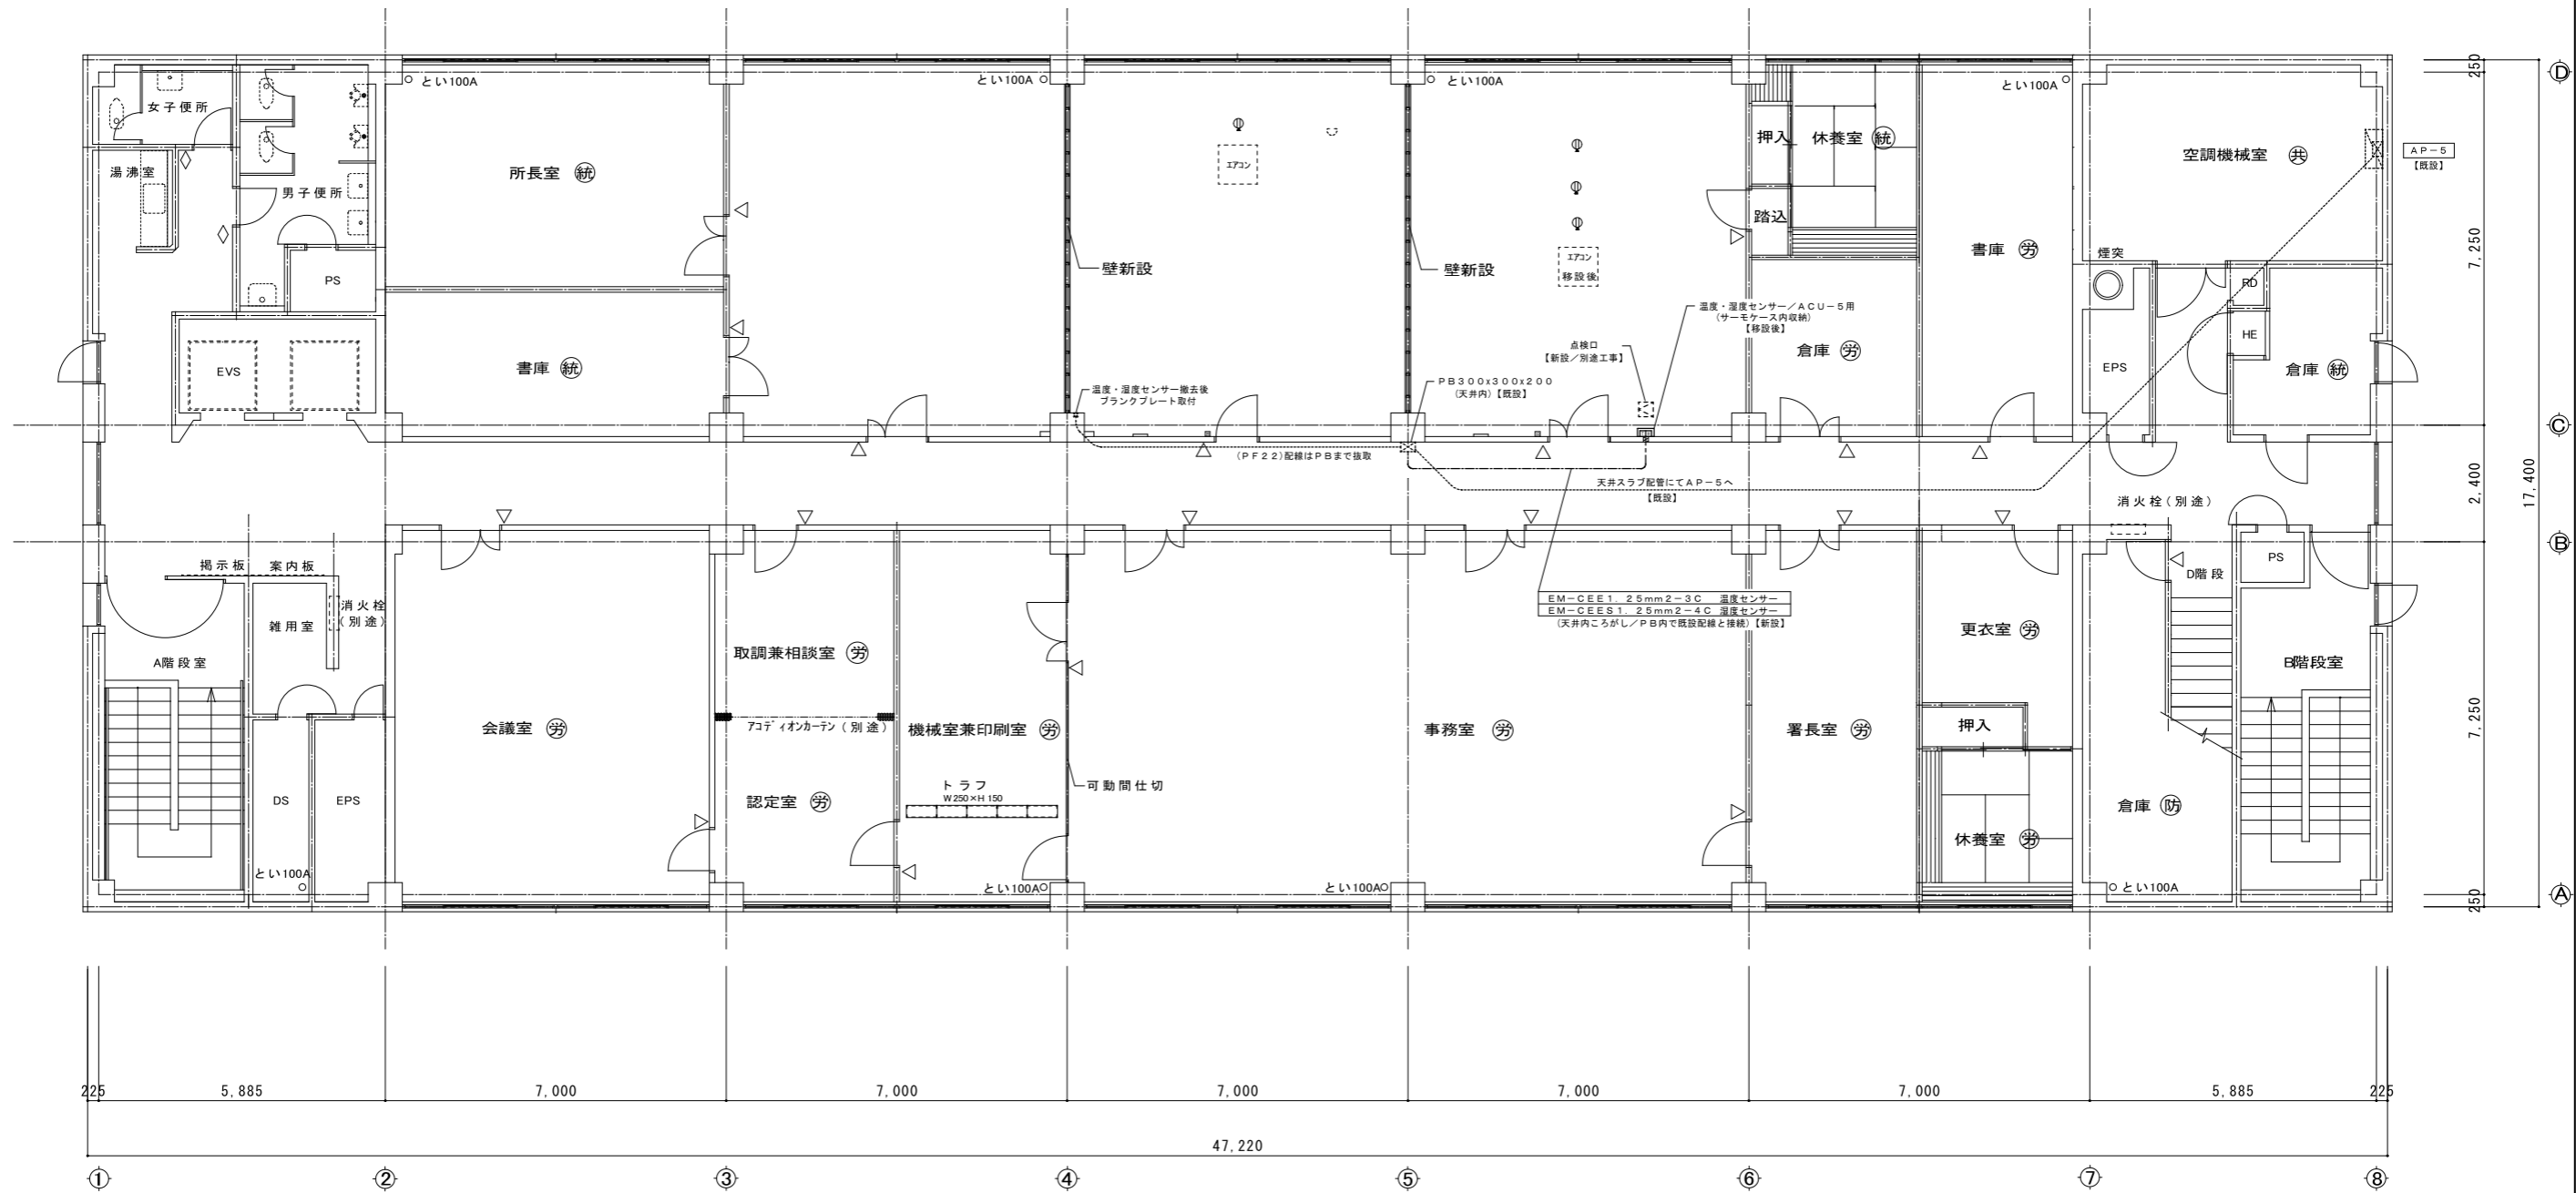 とい100A
とい100A
とい100A
とい100A
女子便所
湯沸室
男子便所
PS
EVS
所長室 統
書庫 統
エアコン
壁新設
壁新設
エアコン
移設後
押入
休養室 統
踏込
倉庫 労
書庫 労
空調機械室 共
AP-5
【既設】
煙突
RD
HE
EPS
倉庫 統
温度・湿度センサー/ACU-5用
(サーモケース内収納)
【移設後】
点検口
【新設/別途工事】
PB300x300x200
(天井内)【既設】
温度・湿度センサー撤去後
ブランクプレート取付
(PF22)配線はPBまで抜取
天井スラブ配管にてAP-5へ
【既設】
消火栓(別途)
掲示板
案内板
消火栓
(別途)
雑用室
A階段室
DS
EPS
とい100A
会議室 労
取調兼相談室 労
アコディオンカーテン(別途)
認定室 労
機械室兼印刷室 労
トラフ
W250×H150
可動間仕切
とい100A
とい100A
事務室 労
EM-CEE1.25mm2-3C 温度センサー
EM-CEES1.25mm2-4C 湿度センサー
(天井内ころがし/PB内で既設配線と接続)【新設】
署長室 労
更衣室 労
押入
休養室 労
D階段
PS
B階段室
倉庫 防
とい100A
250
7,250
2,400
7,250
250
17,400
D
C
B
A
225
5,885
7,000
7,000
7,000
7,000
7,000
5,885
225
47,220
①
②
③
④
⑤
⑥
⑦
⑧